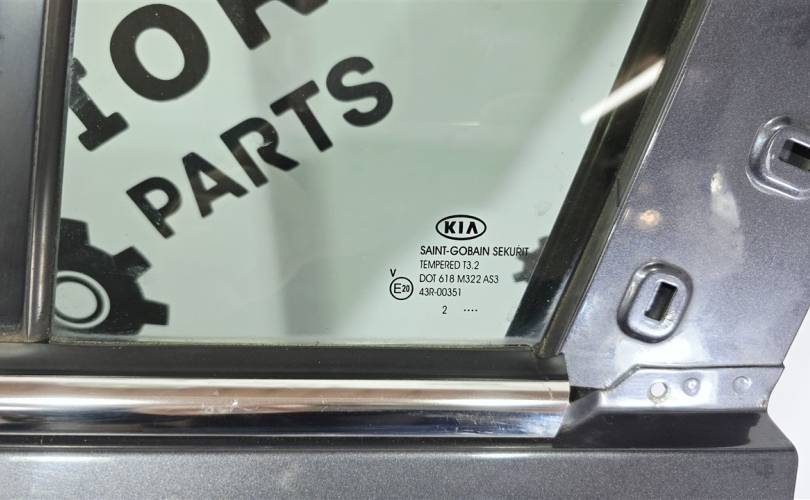 PARTS
KIA
SAINT-GOBAIN SEKURIT
TEMPERED T3.2
DOT 618 M322 AS3
V
E20
43R-00351
2 ....